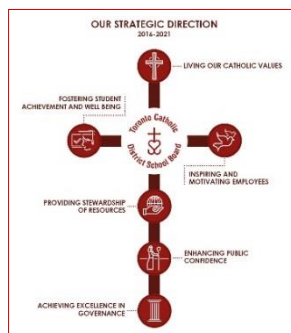 OUR STRATEGIC DIRECTION
2016-2021
LIVING OUR CATHOLIC VALUES
FOSTERING STUDENT
ACHIEVEMENT AND WELL BEING
Toronto Catholic
District School Board
INSPIRING AND
MOTIVATING EMPLOYEES
PROVIDING STEWARDSHIP
OF RESOURCES
ENHANCING PUBLIC
CONFIDENCE
ACHIEVING EXCELLENCE IN
GOVERNANCE